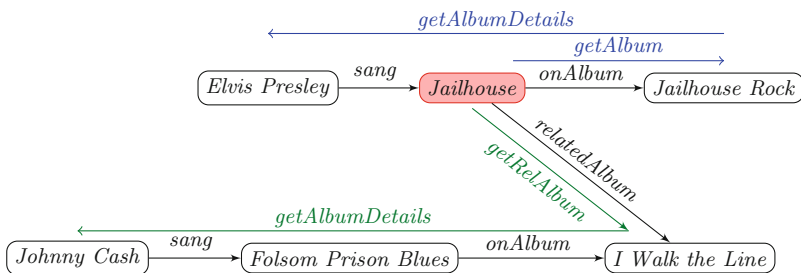 getAlbumDetails
getAlbum
Elvis Presley
sang
Jailhouse
onAlbum
Jailhouse Rock
relatedAlbum
getRelAlbum
getAlbumDetails
Johnny Cash
sang
Folsom Prison Blues
onAlbum
I Walk the Line